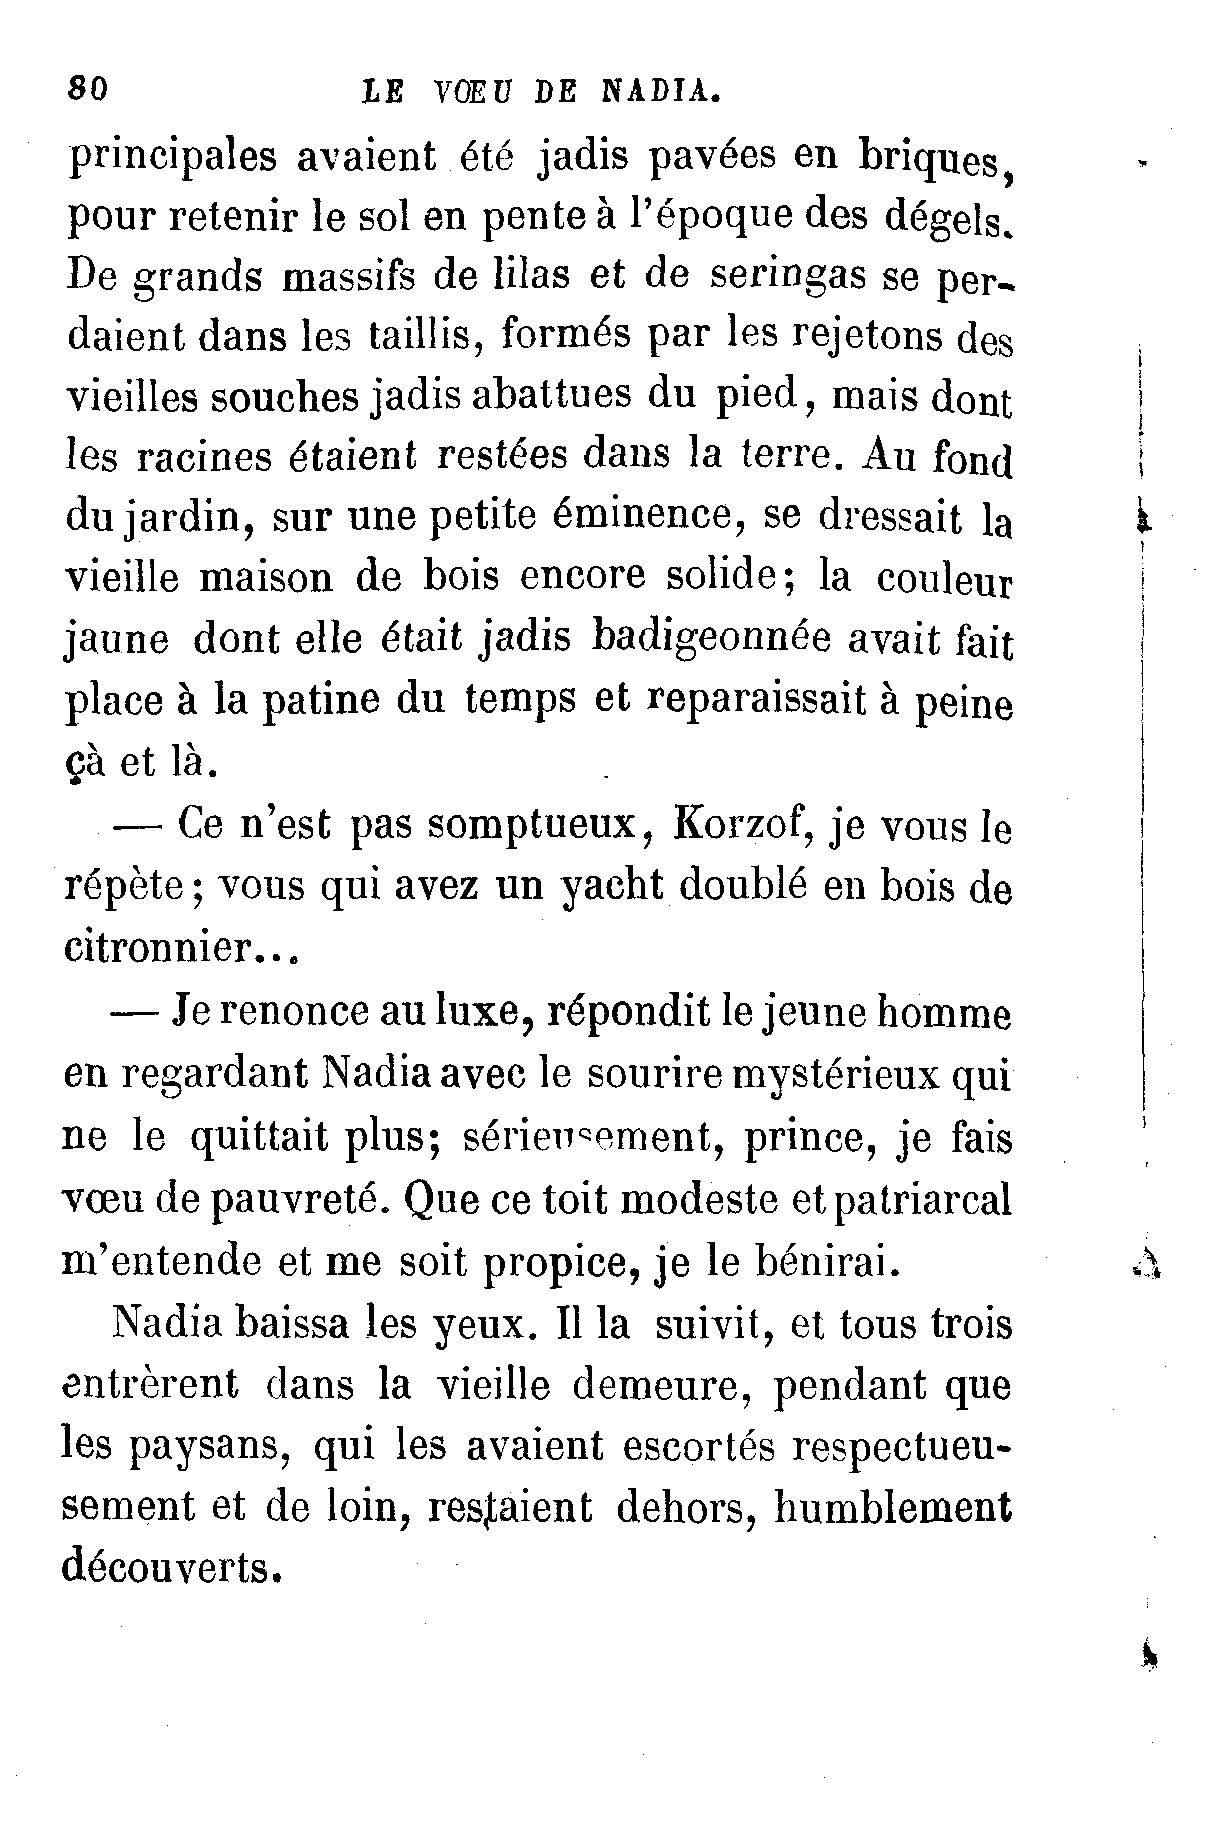 80 LE VŒU DE NADIA.
principales avaient été jadis pavées en briques,
pour retenir le sol en pente à l'époque des dégels.
De grands massifs de lilas et de seringas se per-
daient dans les taillis, formés par les rejetons des
vieilles souches jadis abattues du pied, mais dont
les racines étaient restées dans la terre. Au fond
du jardin, sur une petite éminence, se dressait la
vieille maison de bois encore solide; la couleur
jaune dont elle était jadis badigeonnée avait fait
place à la patine du temps et reparaissait à peine
çà et là.
— Ce n'est pas somptueux, Korzof, je vous le
répète; vous qui avez un yacht doublé en bois de
citronnier...
— Je renonce au luxe, répondit le jeune homme
en regardant Nadia avec le sourire mystérieux qui
ne le quittait plus; sérieusement, prince, je fais
vœu de pauvreté. Que ce toit modeste et patriarcal
m'entende et me soit propice, je le bénirai.
Nadia baissa les yeux. Il la suivit, et tous trois
entrèrent dans la vieille demeure, pendant que
les paysans, qui les avaient escortés respectueu-
sement et de loin, restaient dehors, humblement
découverts.